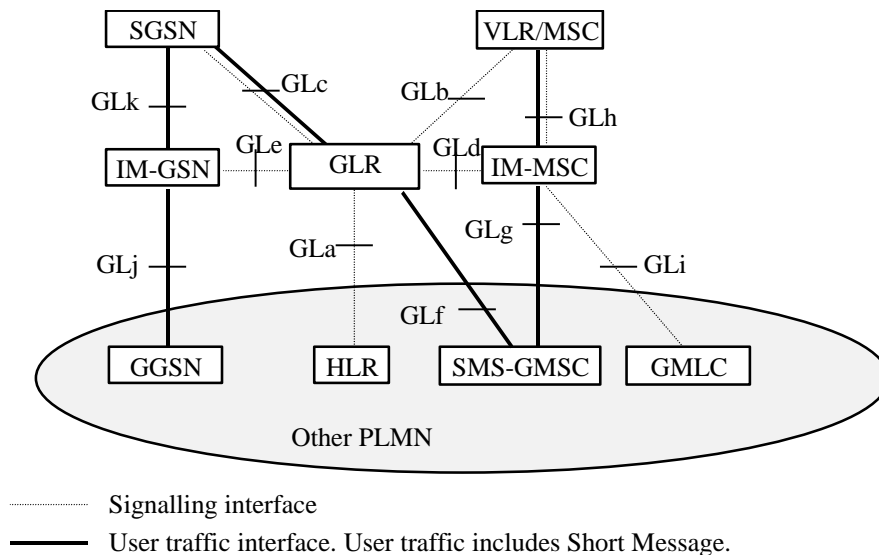 SGSN
VLR/MSC
GLc
GLb
GLk
GLh
GLe
GLd
IM-GSN
GLR
IM-MSC
GLa
GLg
GLj
GLi
GLf
GGSN
HLR
SMS-GMSC
GMLC
Other PLMN
Signalling interface
User traffic interface. User traffic includes Short Message.